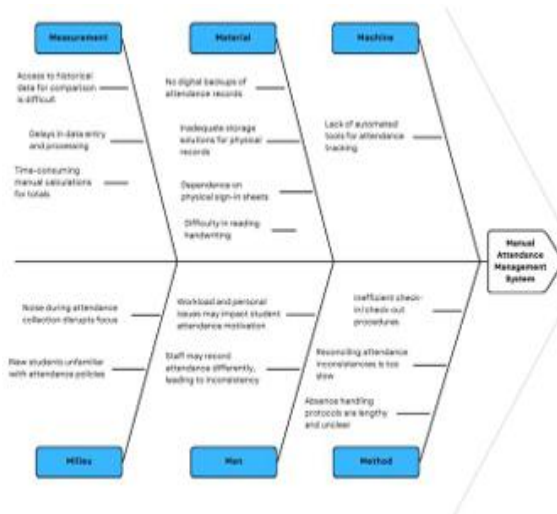 Measurement
Material
Machine
Access to historical
data for comparison
is difficult
Delays in data entry
and processing
Time-consuming
manual calculations
for totals
No digital backups of
attendance records
Inadequate storage
solutions for physical
records
Dependence on
physical sign-in sheets
Difficulty in reading
handwriting
Lack of automated
tools for attendance
tracking
Manual
Attendance
Management
System
Noise during attendance
collection disrupts focus
New students unfamiliar
with attendance policies
Workload and personal
issues may impact student
attendance motivation
Staff may record
attendance differently,
leading to inconsistency
Inefficient check-
in/check-out
procedures
Reconciling attendance
inconsistencies is too
slow
Absence handling
protocols are lengthy
and unclear
Milieu
Man
Method